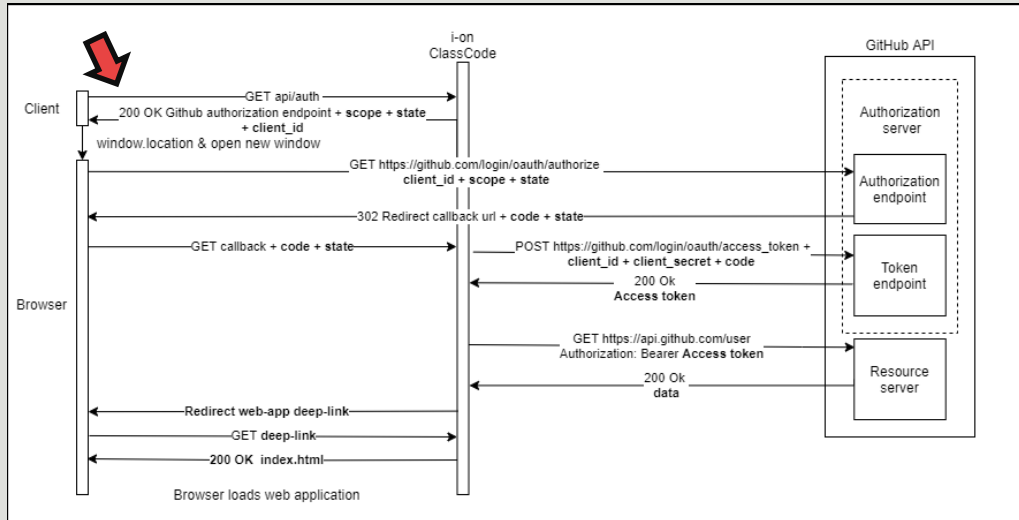 i-on
ClassCode
GitHub API
Client
GET api/auth
200 OK Github authorization endpoint + scope + state
+ client_id
window.location & open new window
Authorization
server
GET https://github.com/login/oauth/authorize
client_id + scope + state
Authorization
endpoint
302 Redirect callback url + code + state
GET callback + code + state
POST https://github.com/login/oauth/access_token +
client_id + client_secret + code
Token
endpoint
200 Ok
Access token
Browser
GET https://api.github.com/user
Authorization: Bearer Access token
Resource
server
200 Ok
data
Redirect web-app deep-link
GET deep-link
200 OK index.html
Browser loads web application